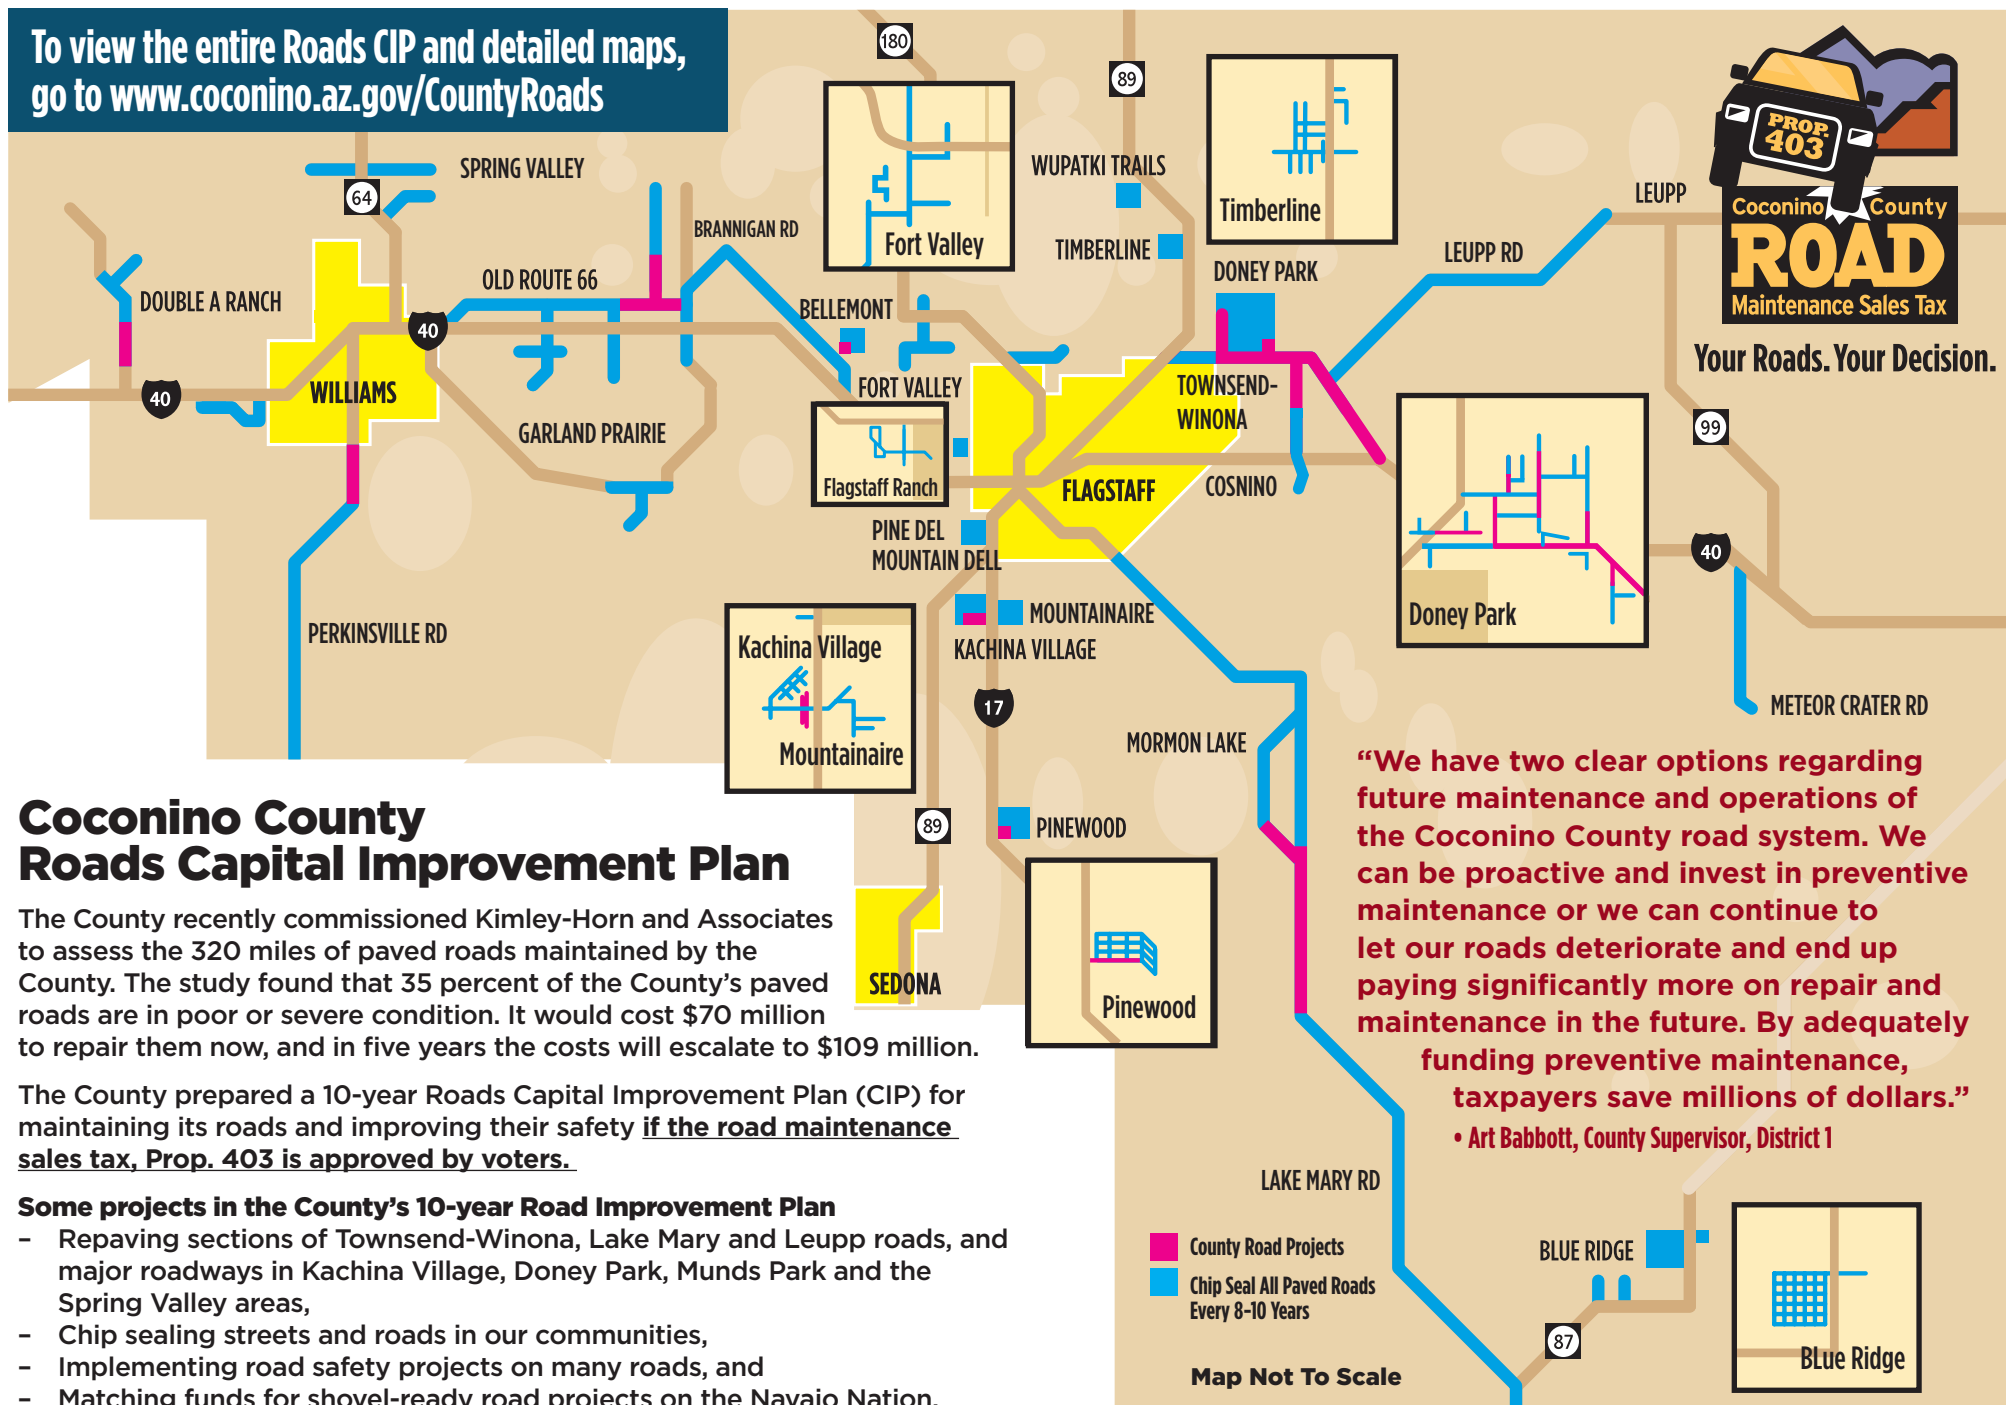 To view the entire Roads CIP and detailed maps,
go to www.coconino.az.gov/CountyRoads
180
89
64
SPRING VALLEY
BRANNIGAN RD
OLD ROUTE 66
DOUBLE A RANCH
40
40
WILLIAMS
GARLAND PRAIRIE
PERKINSVILLE RD
Fort Valley
BELLEMONT
FORT VALLEY
Flagstaff Ranch
WUPATKI TRAILS
TIMBERLINE
Timberline
DONEY PARK
TOWNSEND-
WINONA
FLAGSTAFF
COSNINO
LEUPP RD
LEUPP
PROP.
403
Coconino County
ROAD
Maintenance Sales Tax
Your Roads. Your Decision.
99
40
Doney Park
METEOR CRATER RD
PINE DEL
MOUNTAIN DELL
MOUNTAINAIRE
KACHINA VILLAGE
Kachina Village
Mountainaire
17
MORMON LAKE
89
PINEWOOD
Pinewood
SEDONA
Coconino County
Roads Capital Improvement Plan
The County recently commissioned Kimley-Horn and Associates
to assess the 320 miles of paved roads maintained by the
County. The study found that 35 percent of the County’s paved
roads are in poor or severe condition. It would cost $70 million
to repair them now, and in five years the costs will escalate to $109 million.
The County prepared a 10-year Roads Capital Improvement Plan (CIP) for
maintaining its roads and improving their safety if the road maintenance
sales tax, Prop. 403 is approved by voters.
Some projects in the County’s 10-year Road Improvement Plan
– Repaving sections of Townsend-Winona, Lake Mary and Leupp roads, and
major roadways in Kachina Village, Doney Park, Munds Park and the
Spring Valley areas,
– Chip sealing streets and roads in our communities,
– Implementing road safety projects on many roads, and
– Matching funds for shovel-ready road projects on the Navajo Nation.
“We have two clear options regarding
future maintenance and operations of
the Coconino County road system. We
can be proactive and invest in preventive
maintenance or we can continue to
let our roads deteriorate and end up
paying significantly more on repair and
maintenance in the future. By adequately
funding preventive maintenance,
taxpayers save millions of dollars.”
• Art Babbott, County Supervisor, District 1
LAKE MARY RD
County Road Projects
Chip Seal All Paved Roads
Every 8-10 Years
Map Not To Scale
BLUE RIDGE
87
BLue Ridge